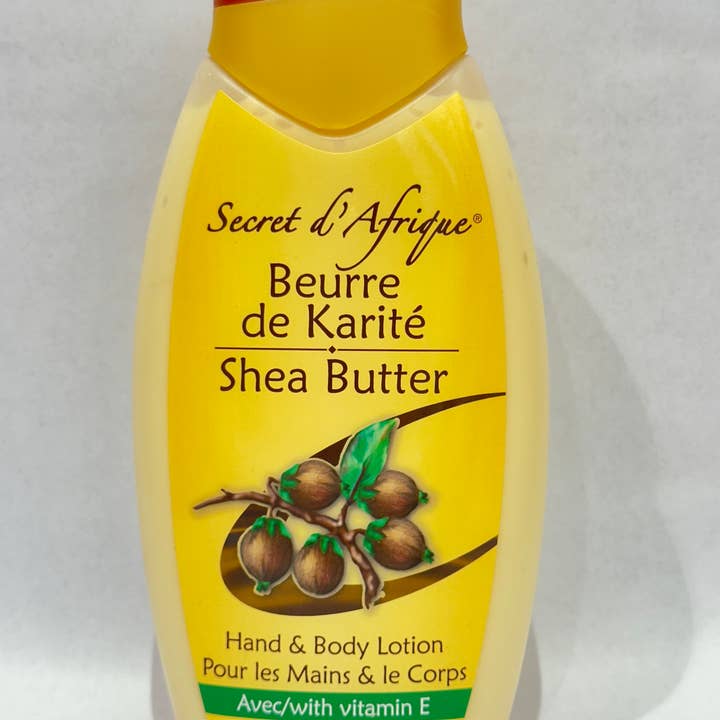 Secret d'Afrique®
Beurre
de Karité
Shea Butter
Hand & Body Lotion
Pour les Mains & le Corps
Avec/with vitamin E